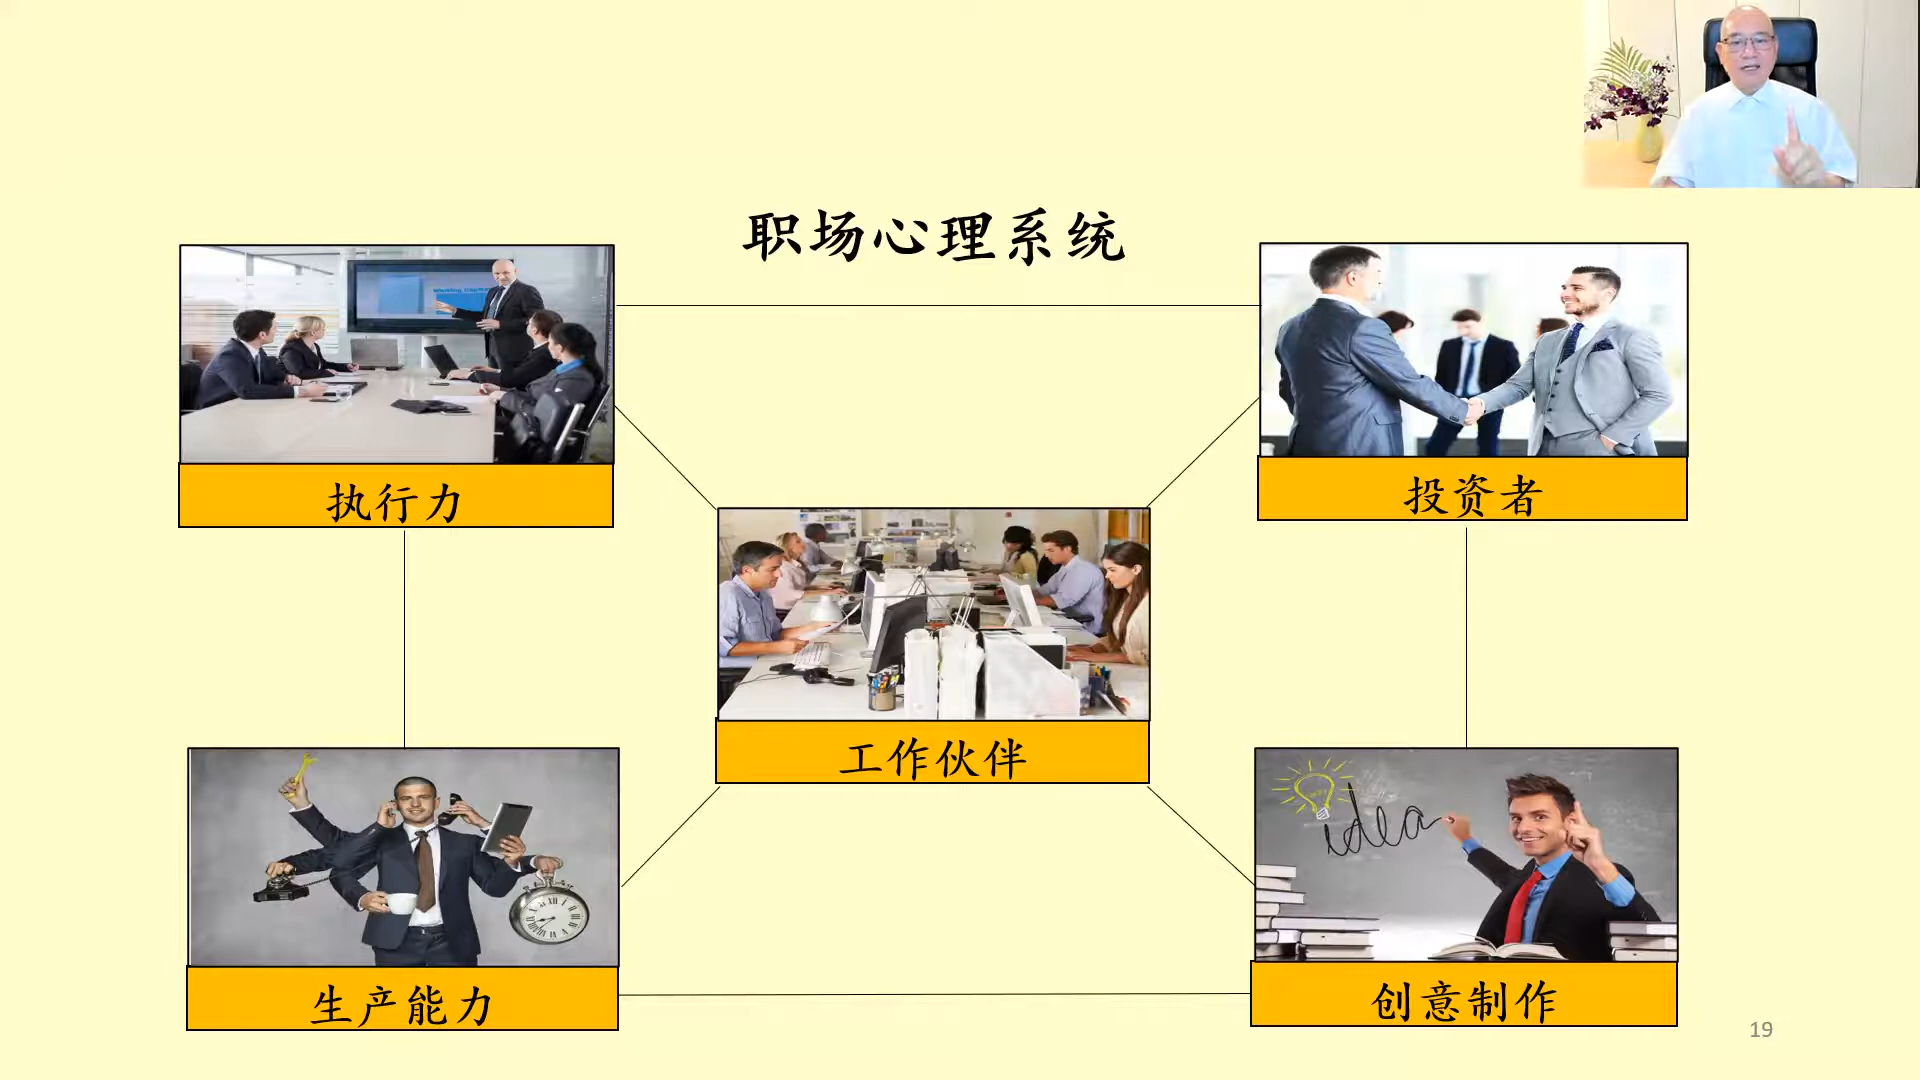 职场心理系统
执行力
投资者
工作伙伴
idea
生产能力
创意制作
19